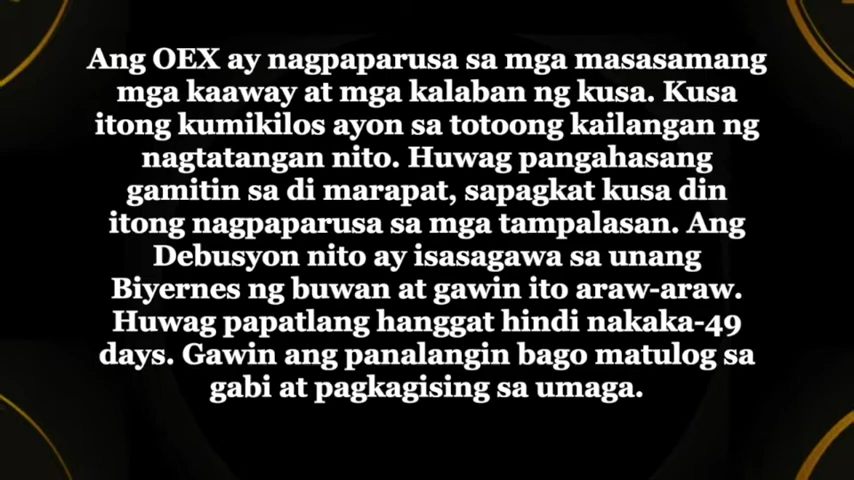 Ang OEX ay nagpaparusa sa mga masasamang
mga kaaway at mga kalaban ng kusa. Kusa
itong kumikilos ayon sa totoong kailangan ng
nagtatangan nito. Huwag pangahasang
gamitin sa di marapat, sapagkat kusa din
itong nagpaparusa sa mga tampalasan. Ang
Debusyon nito ay isasagawa sa unang
Biyernes ng buwan at gawin ito araw-araw.
Huwag papatlang hanggat hindi nakaka-49
days. Gawin ang panalangin bago matulog sa
gabi at pagkagising sa umaga.